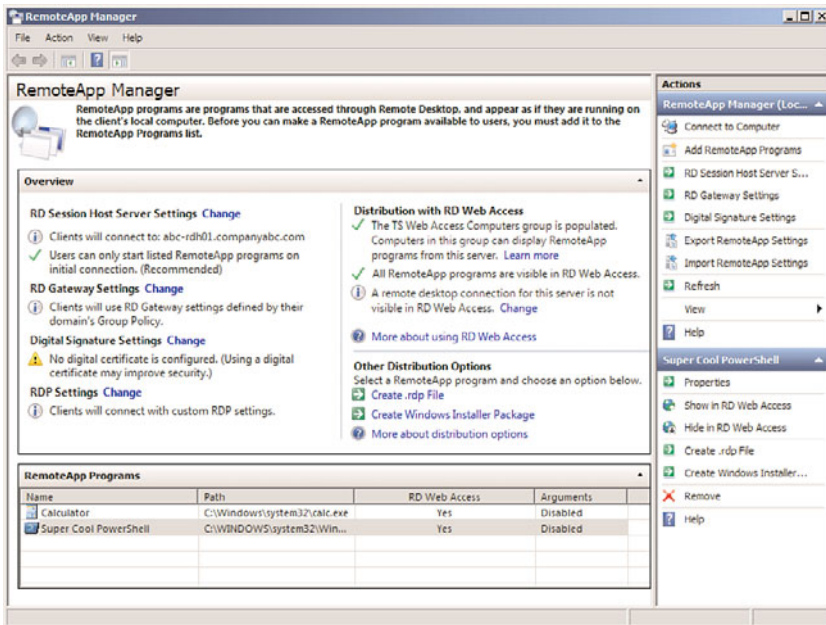 RemoteApp Manager
File Action View Help
RemoteApp Manager
RemoteApp programs are programs that are accessed through Remote Desktop, and appear as if they are running on
the client's local computer. Before you can make a RemoteApp program available to users, you must add it to the
RemoteApp Programs list.
Overview
RD Session Host Server Settings Change
Clients will connect to: abc-rdh01.companyabc.com
Users can only start listed RemoteApp programs on
initial connection. (Recommended)
RD Gateway Settings Change
Clients will use RD Gateway settings defined by their
domain's Group Policy.
Digital Signature Settings Change
No digital certificate is configured. (Using a digital
certificate may improve security.)
RDP Settings Change
Clients will connect with custom RDP settings.
Distribution with RD Web Access
The TS Web Access Computers group is populated.
Computers in this group can display RemoteApp
programs from this server. Learn more
All RemoteApp programs are visible in RD Web Access.
A remote desktop connection for this server is not
visible in RD Web Access. Change
More about using RD Web Access
Other Distribution Options
Select a RemoteApp program and choose an option below.
Create .rdp File
Create Windows Installer Package
More about distribution options
RemoteApp Programs
Name Path RD Web Access Arguments
Calculator C:\Windows\system32\calc.exe Yes Disabled
Super Cool PowerShell C:\WINDOWS\system32\Win... Yes Disabled
Actions
RemoteApp Manager (Loc...
Connect to Computer
Add RemoteApp Programs
RD Session Host Server S...
RD Gateway Settings
Digital Signature Settings
Export RemoteApp Settings
Import RemoteApp Settings
Refresh
View
Help
Super Cool PowerShell
Properties
Show in RD Web Access
Hide in RD Web Access
Create .rdp File
Create Windows Installer...
Remove
Help